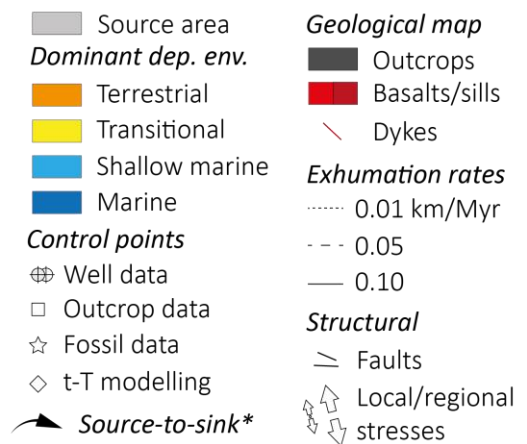 Source area
Dominant dep. env.
Terrestrial
Transitional
Shallow marine
Marine
Control points
Well data
Outcrop data
Fossil data
t-T modelling
Source-to-sink*
Geological map
Outcrops
Basalts/sills
Dykes
Exhumation rates
0.01 km/Myr
0.05
0.10
Structural
Faults
Local/regional
stresses